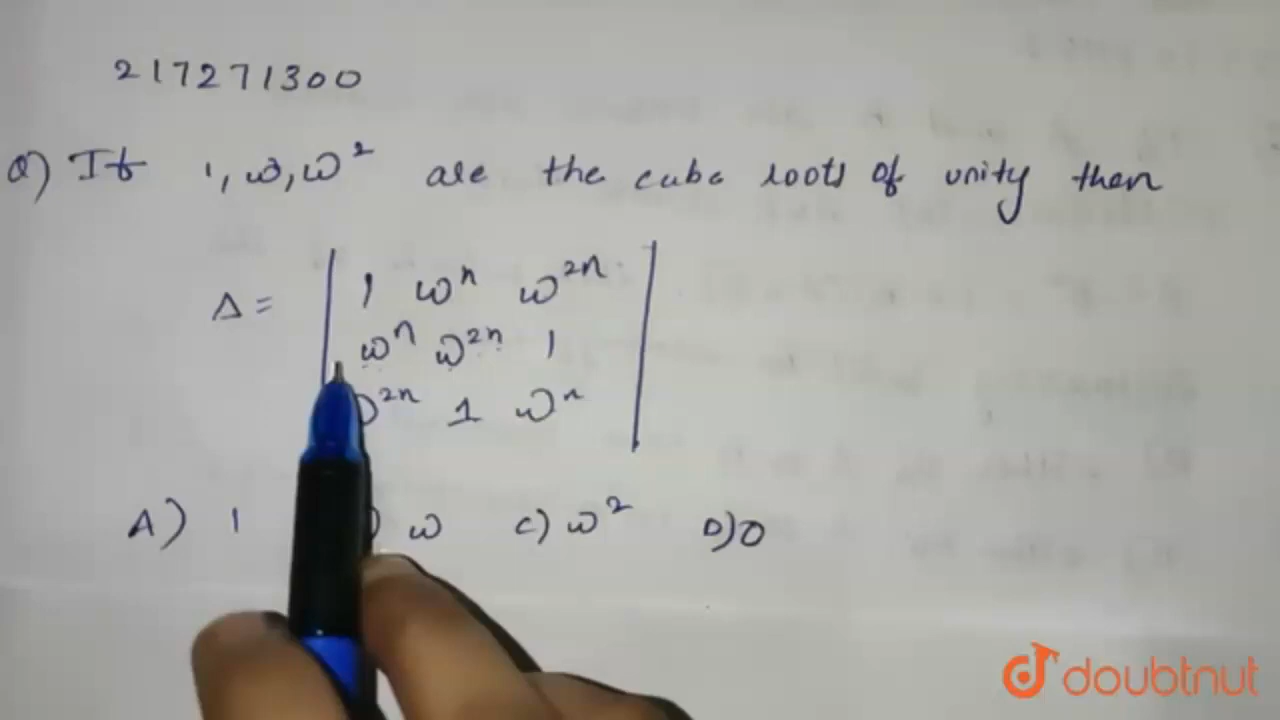 217271300
Q) If 1, ω, ω² are the cube roots of unity then
Δ = | 1 ωⁿ ω²ⁿ |
| ωⁿ ω²ⁿ 1 |
²ⁿ 1 ωⁿ |
A) 1 ) ω C) ω² D) 0
doubtnut